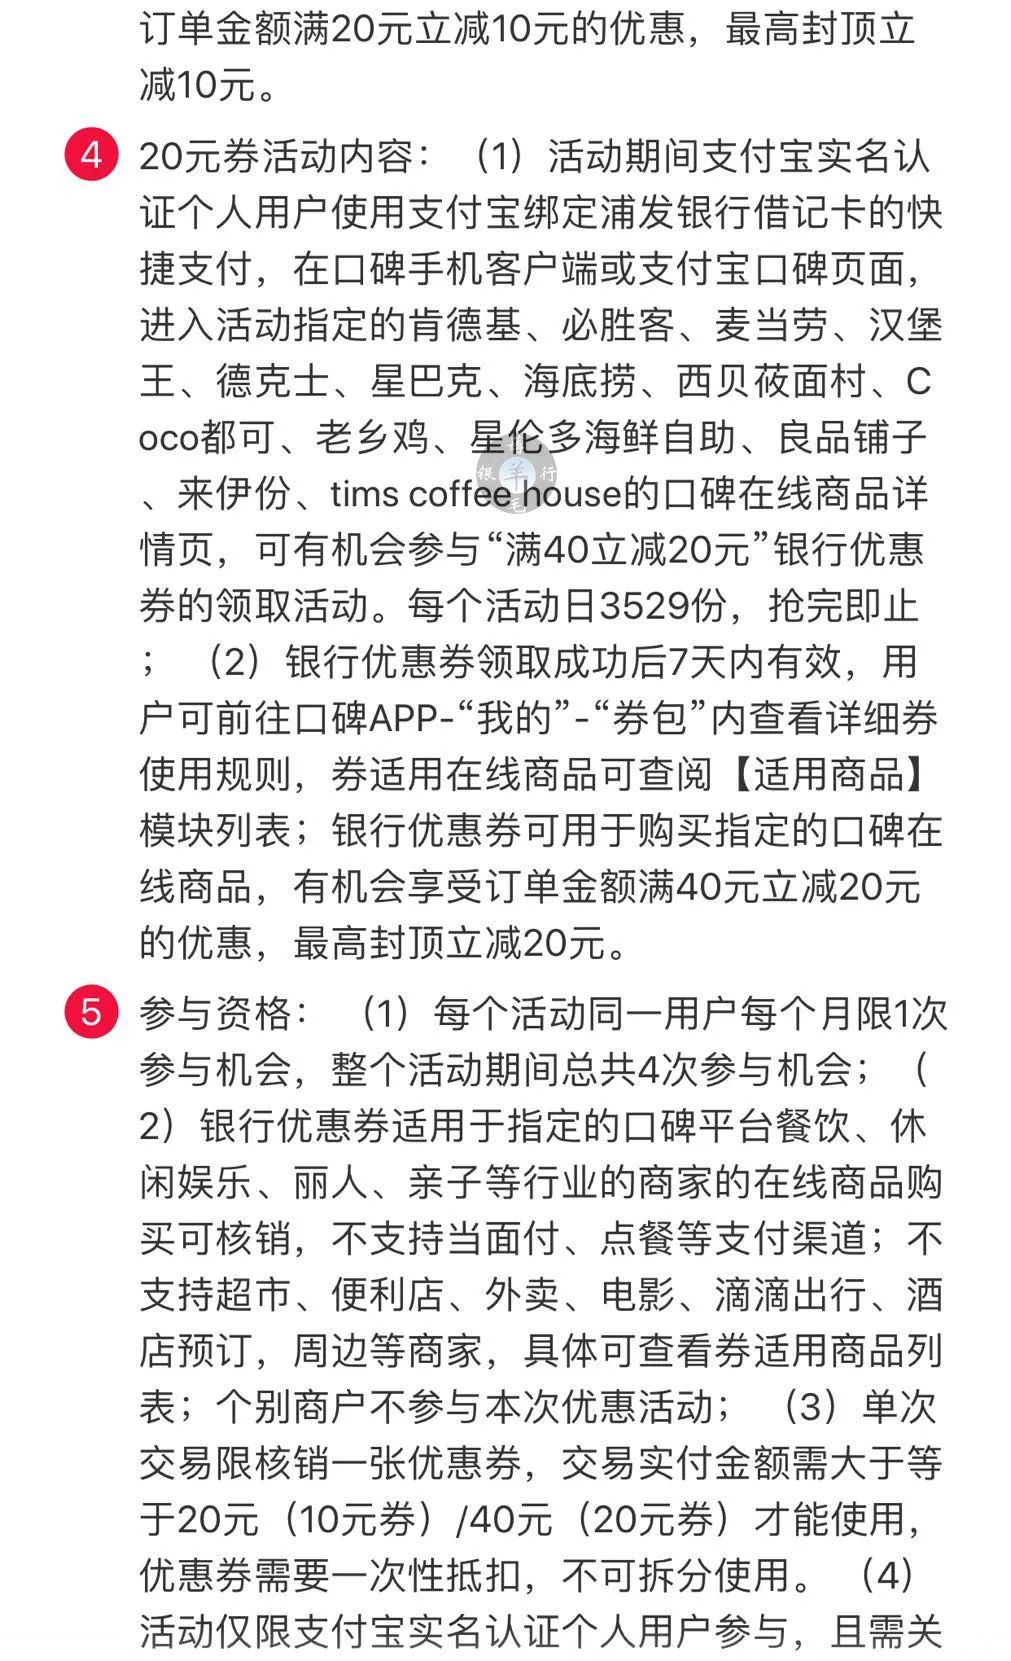 订单金额满20元立减10元的优惠，最高封顶立
减10元。
4 20元券活动内容：（1）活动期间支付宝实名认
证个人用户使用支付宝绑定浦发银行借记卡的快
捷支付，在口碑手机客户端或支付宝口碑页面，
进入活动指定的肯德基、必胜客、麦当劳、汉堡
王、德克士、星巴克、海底捞、西贝莜面村、C
oco都可、老乡鸡、星伦多海鲜自助、良品铺子
、来伊份、tims coffee house的口碑在线商品详
情页，可有机会参与“满40立减20元”银行优惠
券的领取活动。每个活动日3529份，抢完即止
；（2）银行优惠券领取成功后7天内有效，用
户可前往口碑APP-“我的”-“券包”内查看详细券
使用规则，券适用在线商品可查阅【适用商品】
模块列表；银行优惠券可用于购买指定的口碑在
线商品，有机会享受订单金额满40元立减20元
的优惠，最高封顶立减20元。
5 参与资格：（1）每个活动同一用户每个月限1次
参与机会，整个活动期间总共4次参与机会；（
2）银行优惠券适用于指定的口碑平台餐饮、休
闲娱乐、丽人、亲子等行业的商家的在线商品购
买可核销，不支持当面付、点餐等支付渠道；不
支持超市、便利店、外卖、电影、滴滴出行、酒
店预订，周边等商家，具体可查看券适用商品列
表；个别商户不参与本次优惠活动；（3）单次
交易限核销一张优惠券，交易实付金额需大于等
于20元（10元券）/40元（20元券）才能使用，
优惠券需要一次性抵扣，不可拆分使用。（4）
活动仅限支付宝实名认证个人用户参与，且需关
银 羊 行
毛